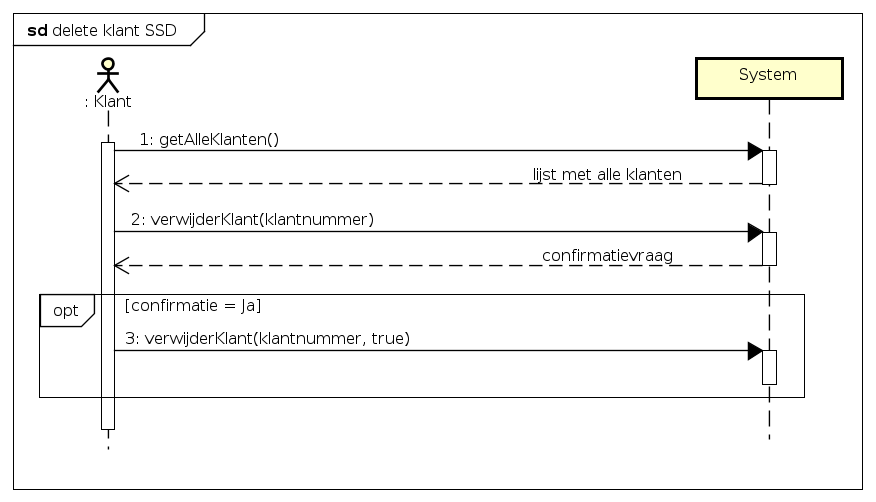 sd delete klant SSD
: Klant
System
1: getAlleKlanten()
lijst met alle klanten
2: verwijderKlant(klantnummer)
confirmatievraag
opt
[confirmatie = Ja]
3: verwijderKlant(klantnummer, true)